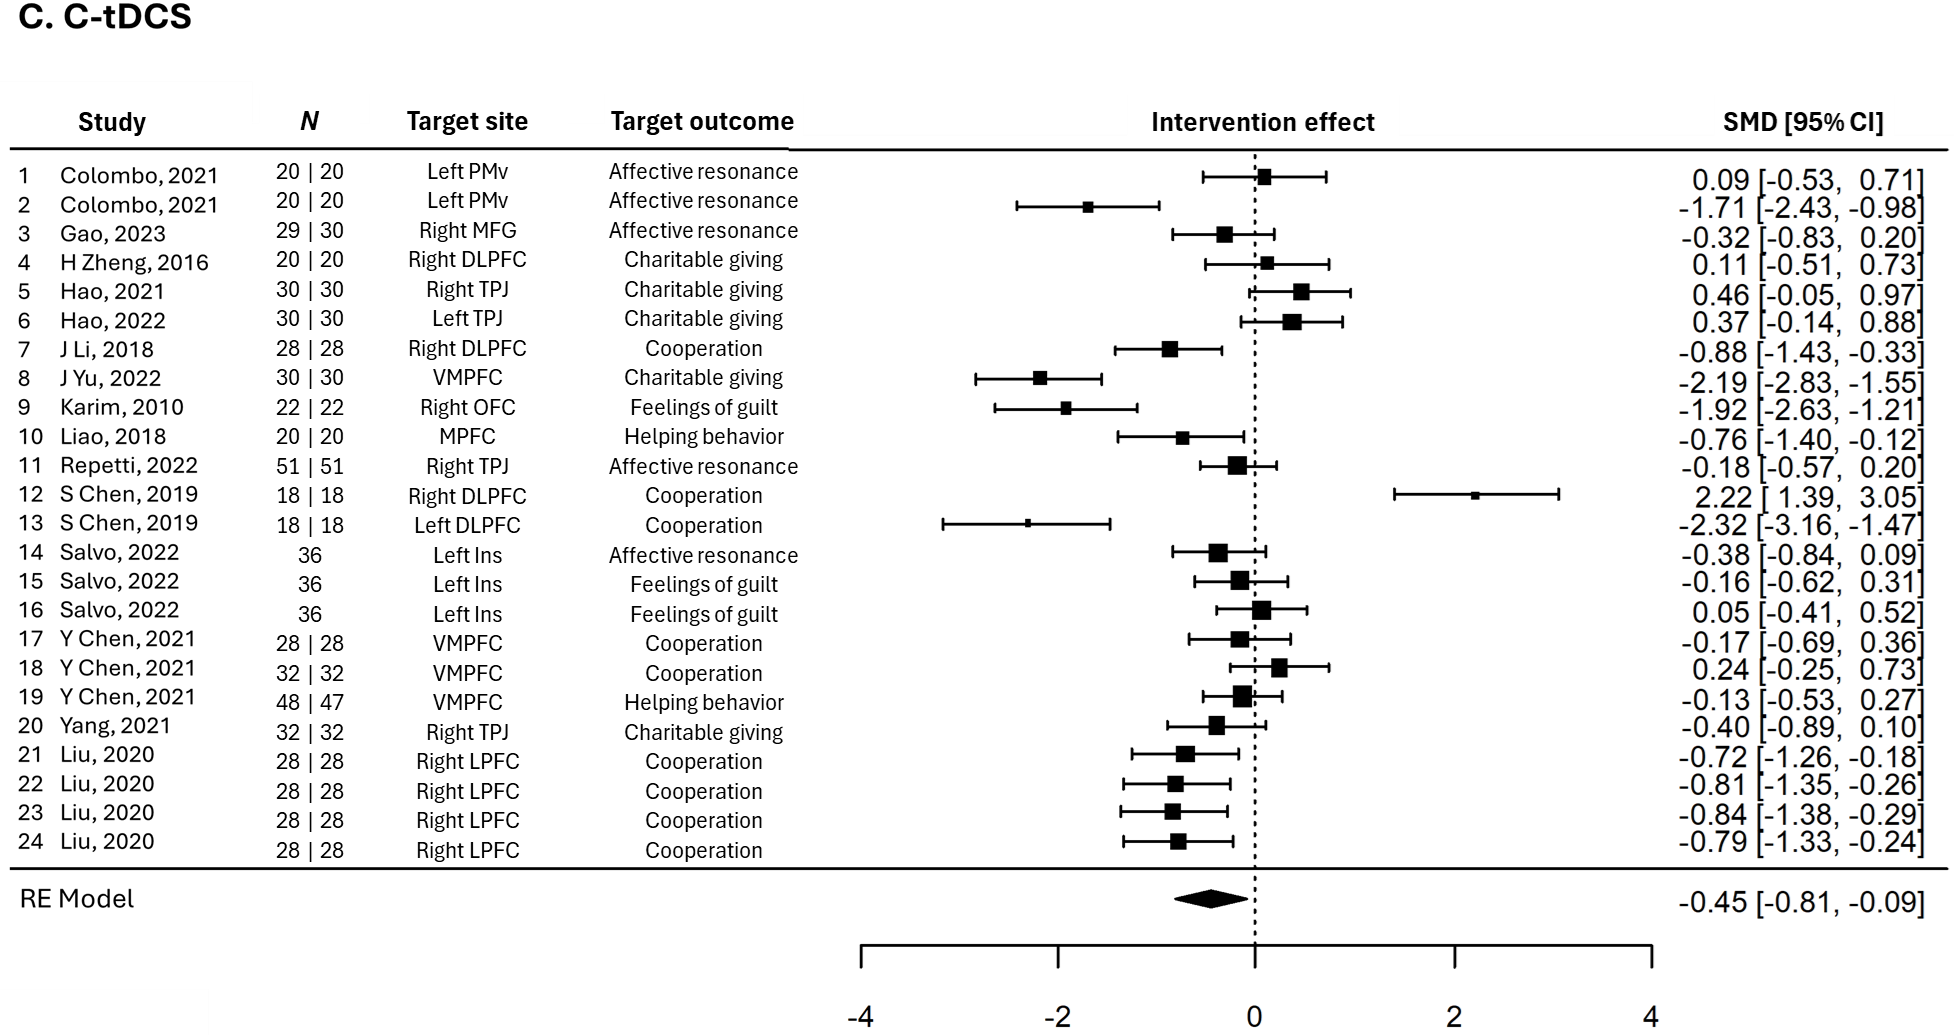 C. C-tDCS
Study N Target site Target outcome Intervention effect SMD [95% CI]
1 Colombo, 2021 20 | 20 Left PMv Affective resonance 0.09 [-0.53, 0.71]
2 Colombo, 2021 20 | 20 Left PMv Affective resonance -1.71 [-2.43, -0.98]
3 Gao, 2023 29 | 30 Right MFG Affective resonance -0.32 [-0.83, 0.20]
4 H Zheng, 2016 20 | 20 Right DLPFC Charitable giving 0.11 [-0.51, 0.73]
5 Hao, 2021 30 | 30 Right TPJ Charitable giving 0.46 [-0.05, 0.97]
6 Hao, 2022 30 | 30 Left TPJ Charitable giving 0.37 [-0.14, 0.88]
7 J Li, 2018 28 | 28 Right DLPFC Cooperation -0.88 [-1.43, -0.33]
8 J Yu, 2022 30 | 30 VMPFC Charitable giving -2.19 [-2.83, -1.55]
9 Karim, 2010 22 | 22 Right OFC Feelings of guilt -1.92 [-2.63, -1.21]
10 Liao, 2018 20 | 20 MPFC Helping behavior -0.76 [-1.40, -0.12]
11 Repetti, 2022 51 | 51 Right TPJ Affective resonance -0.18 [-0.57, 0.20]
12 S Chen, 2019 18 | 18 Right DLPFC Cooperation 2.22 [ 1.39, 3.05]
13 S Chen, 2019 18 | 18 Left DLPFC Cooperation -2.32 [-3.16, -1.47]
14 Salvo, 2022 36 Left Ins Affective resonance -0.38 [-0.84, 0.09]
15 Salvo, 2022 36 Left Ins Feelings of guilt -0.16 [-0.62, 0.31]
16 Salvo, 2022 36 Left Ins Feelings of guilt 0.05 [-0.41, 0.52]
17 Y Chen, 2021 28 | 28 VMPFC Cooperation -0.17 [-0.69, 0.36]
18 Y Chen, 2021 32 | 32 VMPFC Cooperation 0.24 [-0.25, 0.73]
19 Y Chen, 2021 48 | 47 VMPFC Helping behavior -0.13 [-0.53, 0.27]
20 Yang, 2021 32 | 32 Right TPJ Charitable giving -0.40 [-0.89, 0.10]
21 Liu, 2020 28 | 28 Right LPFC Cooperation -0.72 [-1.26, -0.18]
22 Liu, 2020 28 | 28 Right LPFC Cooperation -0.81 [-1.35, -0.26]
23 Liu, 2020 28 | 28 Right LPFC Cooperation -0.84 [-1.38, -0.29]
24 Liu, 2020 28 | 28 Right LPFC Cooperation -0.79 [-1.33, -0.24]
RE Model -0.45 [-0.81, -0.09]
-4 -2 0 2 4